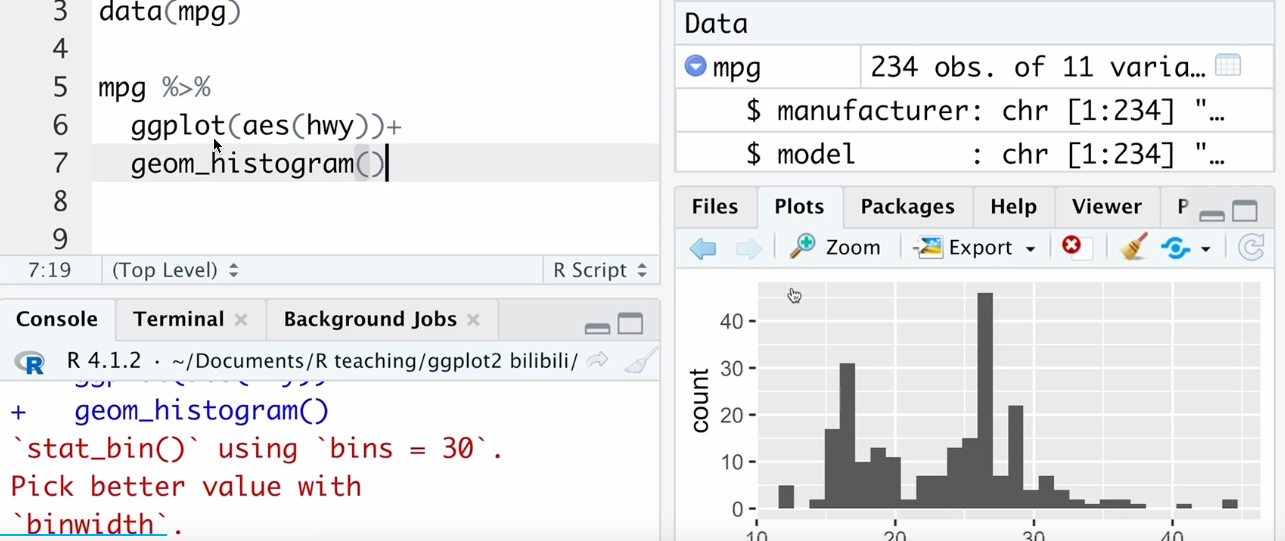 3 data(mpg)
4
5 mpg %>%
6 ggplot(aes(hwy))+
7 geom_histogram()
8
9
7:19 (Top Level) R Script
Console Terminal Background Jobs
R 4.1.2 · ~/Documents/R teaching/ggplot2 bilibili/
+ geom_histogram()
`stat_bin()` using `bins = 30`.
Pick better value with
`binwidth`.
Data
mpg 234 obs. of 11 varia…
$ manufacturer: chr [1:234] "…
$ model : chr [1:234] "…
Files Plots Packages Help Viewer P
Zoom Export
count
40
30
20
10
0
10 20 30 40